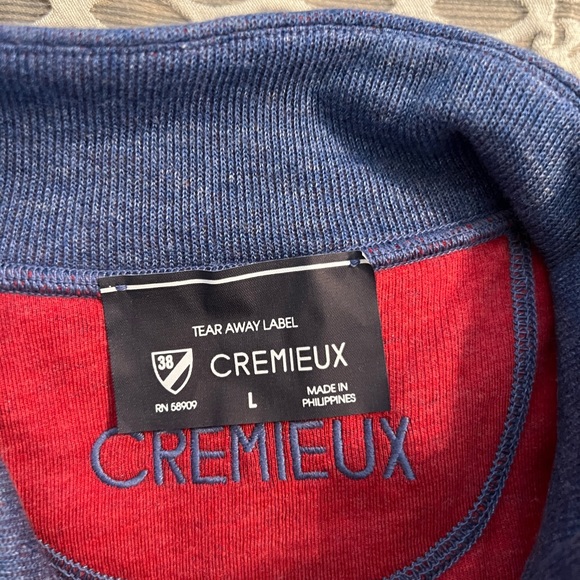 TEAR AWAY LABEL
38 CREMIEUX
RN 58909 L MADE IN
PHILIPPINES
CREMIEUX